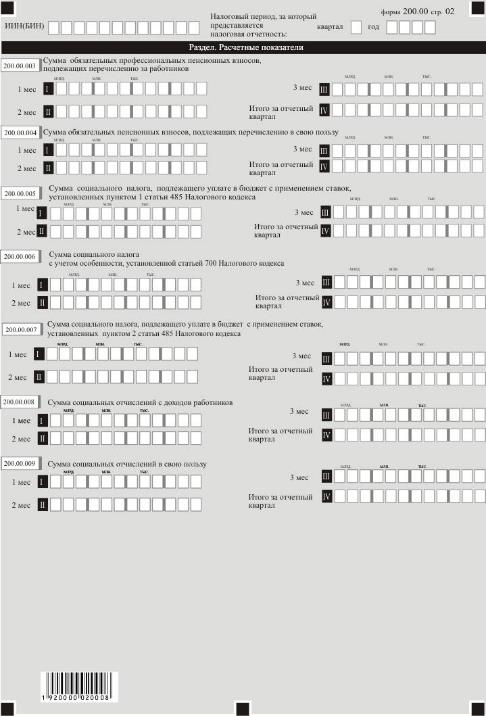 форма 200.00 стр. 02
ИИН(БИН)
Налоговый период, за который
представляется
налоговая отчетность:
квартал
год
Раздел. Расчетные показатели
200.00.003
Сумма обязательных профессиональных пенсионных взносов,
подлежащих перечислению за работников
млрд. млн. тыс.
1 мес I
млрд. млн. тыс.
3 мес III
2 мес II
Итого за отчетный
квартал IV
200.00.004
Сумма обязательных пенсионных взносов, подлежащих перечислению в свою пользу
млрд. млн. тыс.
1 мес I
млрд. млн. тыс.
3 мес III
2 мес II
Итого за отчетный
квартал IV
200.00.005
Сумма социального налога, подлежащего уплате в бюджет с применением ставок,
установленных пунктом 1 статьи 485 Налогового кодекса
млрд. млн. тыс.
1 мес I
млрд. млн. тыс.
3 мес III
2 мес II
Итого за отчетный
квартал IV
200.00.006
Сумма социального налога
с учетом особенности, установленной статьей 700 Налогового кодекса
млрд. млн. тыс.
1 мес I
млрд. млн. тыс.
3 мес III
2 мес II
Итого за отчетный
квартал IV
200.00.007
Сумма социального налога, подлежащего уплате в бюджет с применением ставок,
установленных пунктом 2 статьи 485 Налогового кодекса
млрд. млн. тыс.
1 мес I
млрд. млн. тыс.
3 мес III
2 мес II
Итого за отчетный
квартал IV
200.00.008
Сумма социальных отчислений с доходов работников
млрд. млн. тыс.
1 мес I
млрд. млн. тыс.
3 мес III
2 мес II
Итого за отчетный
квартал IV
200.00.009
Сумма социальных отчислений в свою пользу
млрд. млн. тыс.
1 мес I
млрд. млн. тыс.
3 мес III
2 мес II
Итого за отчетный
квартал IV
1920000020008